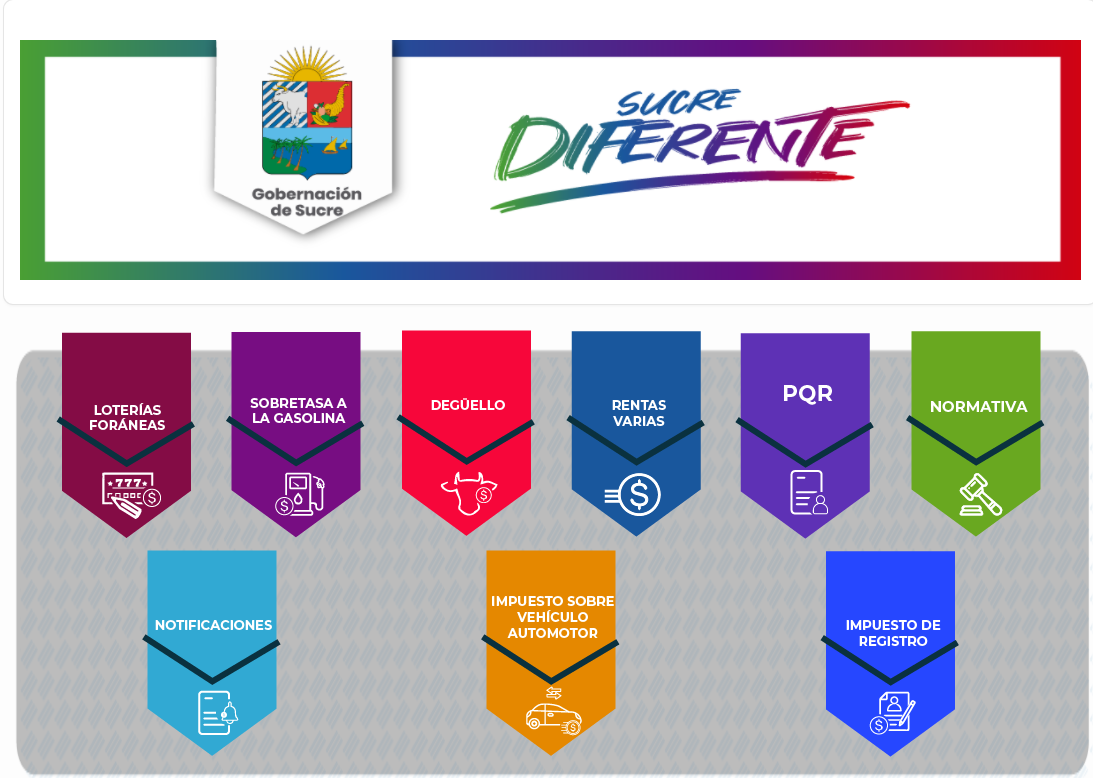 Gobernación
de Sucre
SUCRE
DIFERENTE
LOTERÍAS
FORÁNEAS
777
SOBRETASA A
LA GASOLINA
$
DEGÜELLO
$
RENTAS
VARIAS
$
PQR
NORMATIVA
NOTIFICACIONES
IMPUESTO SOBRE
VEHÍCULO
AUTOMOTOR
$
IMPUESTO DE
REGISTRO
$